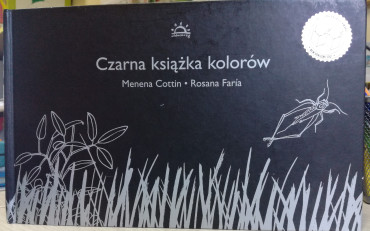 Czarna książka kolorów
Menena Cottin • Rosana Faría